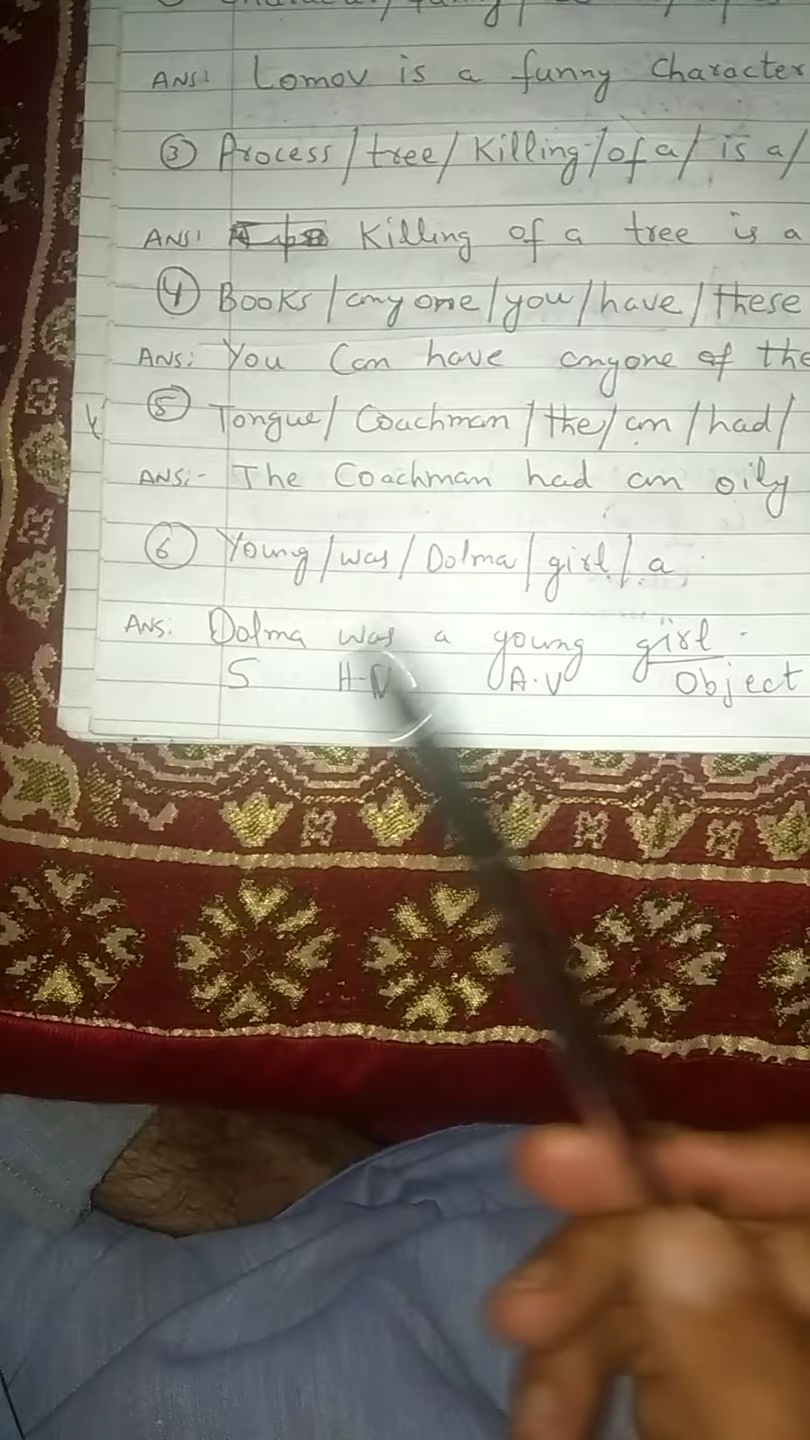 ANS! Lomov is a funny Character
③ Process/tree/Killing/of a/ is a/
ANS! Killing of a tree is a
④ Books/anyone/you/have/these
ANS: You Can have anyone of the
⑤ Tongue/Coachman/the/an/had/
ANS:- The Coachman had an oily
⑥ Young/was/Dolma/girl/a
ANS: Dolma was a young girl.
S H-V A.V Object